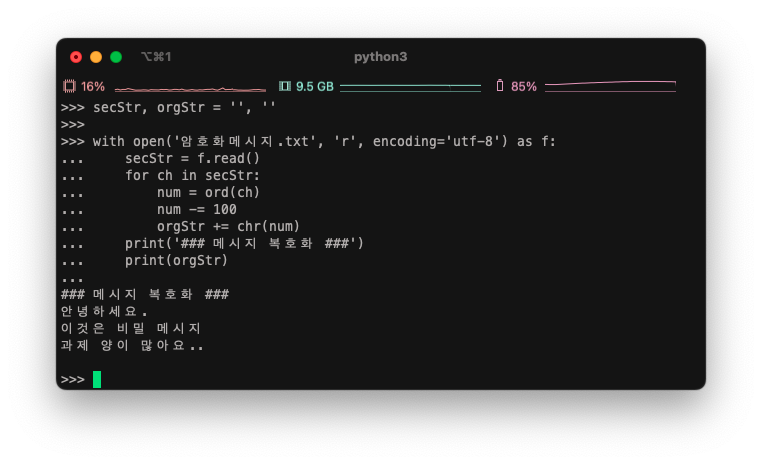 ⌥⌘1
python3
16%
9.5 GB
85%
>>> secStr, orgStr = '', ''
>>>
>>> with open('암호화메시지.txt', 'r', encoding='utf-8') as f:
...     secStr = f.read()
...     for ch in secStr:
...         num = ord(ch)
...         num -= 100
...         orgStr += chr(num)
...     print('### 메시지 복호화 ###')
...     print(orgStr)
...
### 메시지 복호화 ###
안녕하세요.
이것은 비밀 메시지
과제 양이 많아요..
>>>